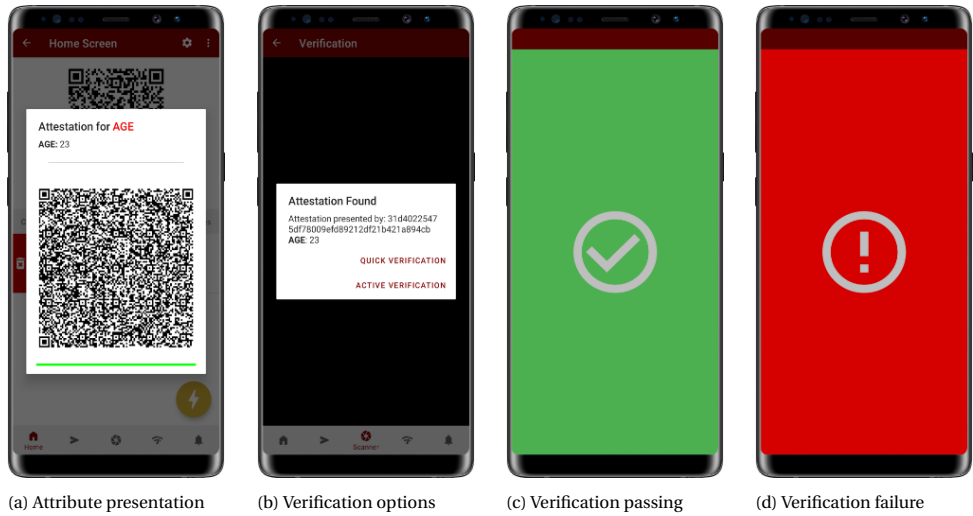 Home Screen
Attestation for AGE
AGE: 23
Home
(a) Attribute presentation
Verification
Attestation Found
Attestation presented by: 31d4022547
5df78009efd89212df21b421a894cb
AGE: 23
QUICK VERIFICATION
ACTIVE VERIFICATION
Scanner
(b) Verification options
(c) Verification passing
(d) Verification failure